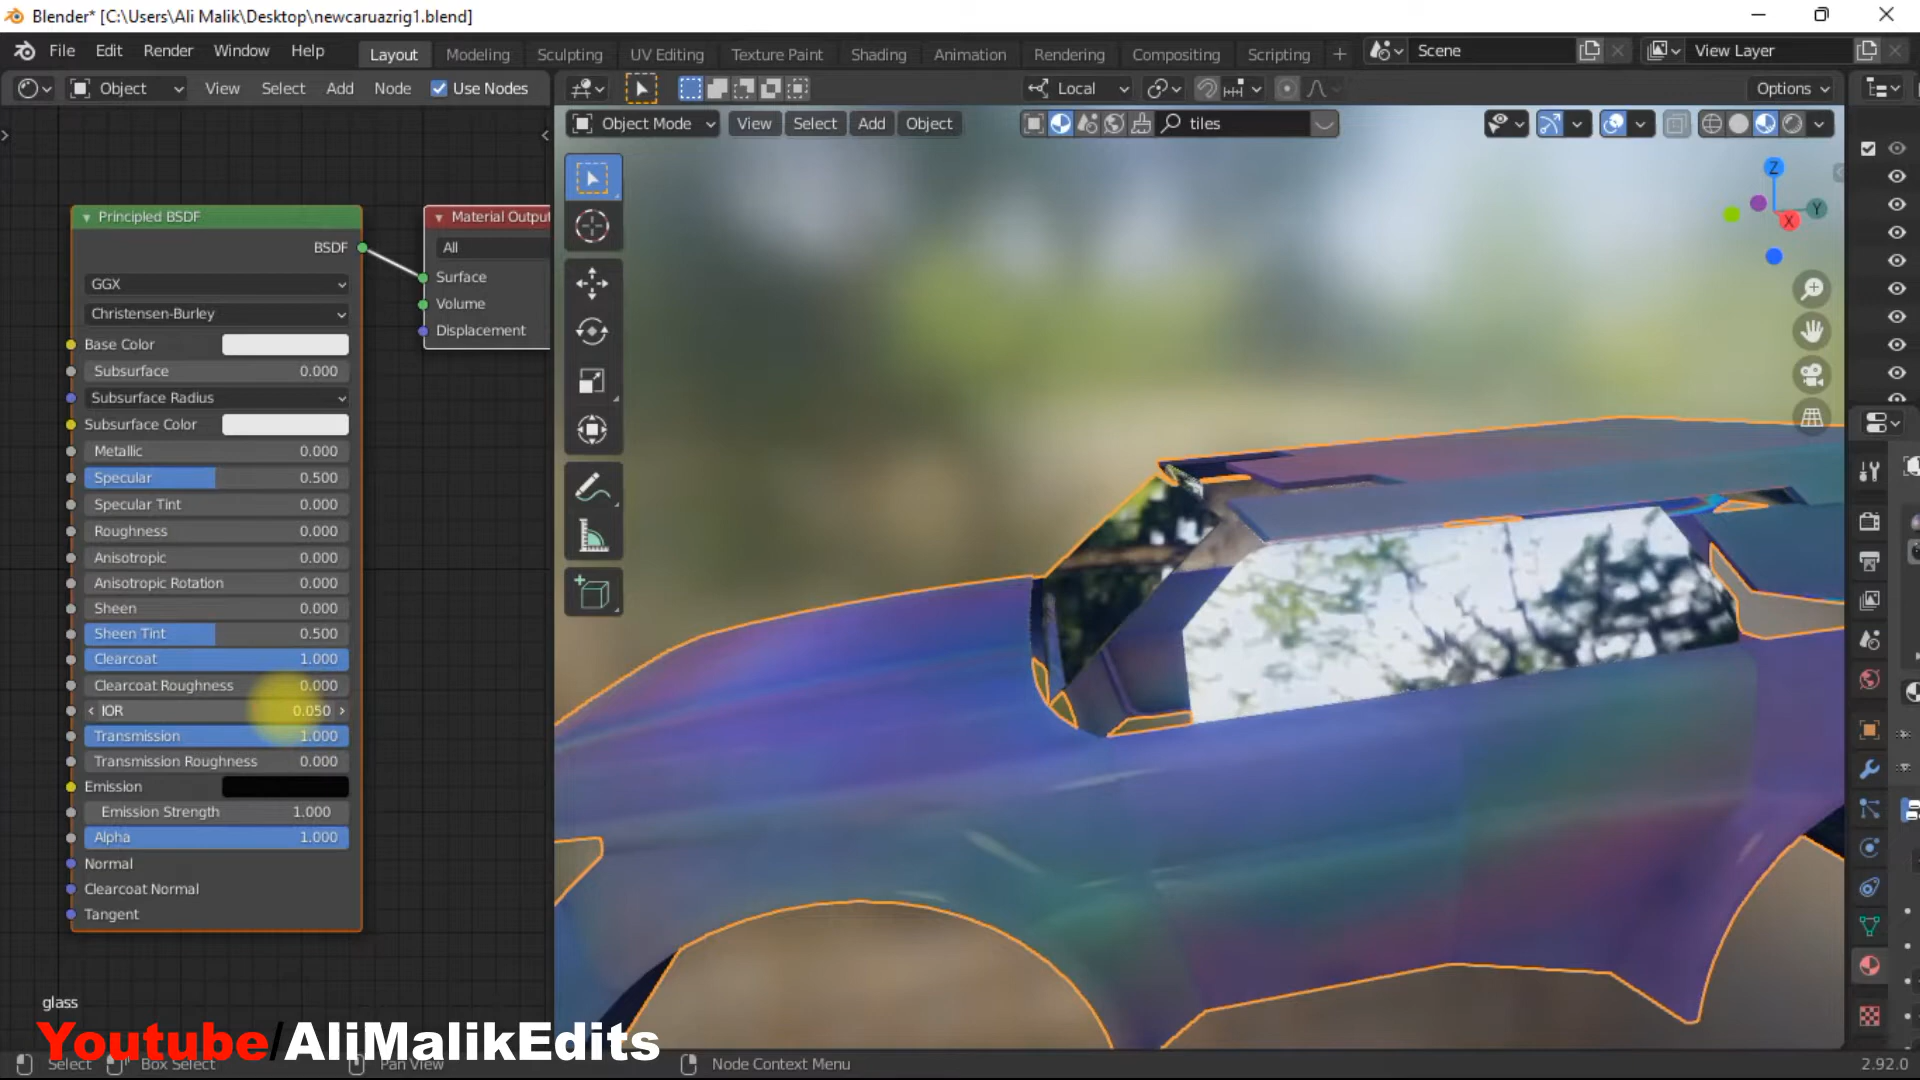 Blender* [C:\Users\Ali Malik\Desktop\newcaruazrig1.blend]
File Edit Render Window Help Layout Modeling Sculpting UV Editing Texture Paint Shading Animation Rendering Compositing Scripting + Scene View Layer
Object View Select Add Node Use Nodes Local Options
Object Mode View Select Add Object tiles
Z
Y
X
Principled BSDF
BSDF
GGX
Christensen-Burley
Base Color
Subsurface 0.000
Subsurface Radius
Subsurface Color
Metallic 0.000
Specular 0.500
Specular Tint 0.000
Roughness 0.000
Anisotropic 0.000
Anisotropic Rotation 0.000
Sheen 0.000
Sheen Tint 0.500
Clearcoat 1.000
Clearcoat Roughness 0.000
IOR 0.050
Transmission 1.000
Transmission Roughness 0.000
Emission
Emission Strength 1.000
Alpha 1.000
Normal
Clearcoat Normal
Tangent
Material Output
All
Surface
Volume
Displacement
glass
Youtube/AliMalikEdits
Select Box Select Pan View Node Context Menu 2.92.0